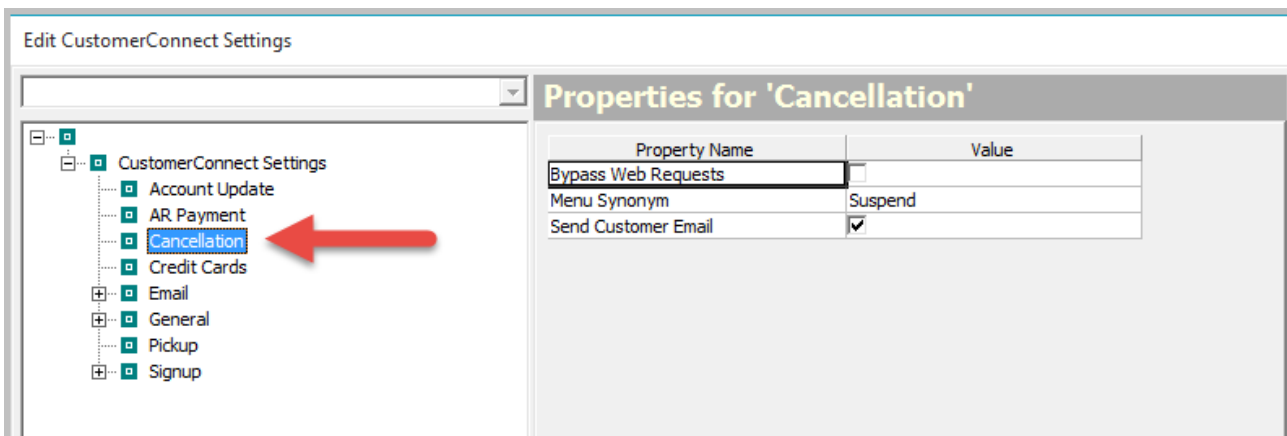 Edit CustomerConnect Settings
Properties for 'Cancellation'
CustomerConnect Settings
Account Update
AR Payment
Cancellation
Credit Cards
Email
General
Pickup
Signup
Property Name Value
Bypass Web Requests
Menu Synonym Suspend
Send Customer Email